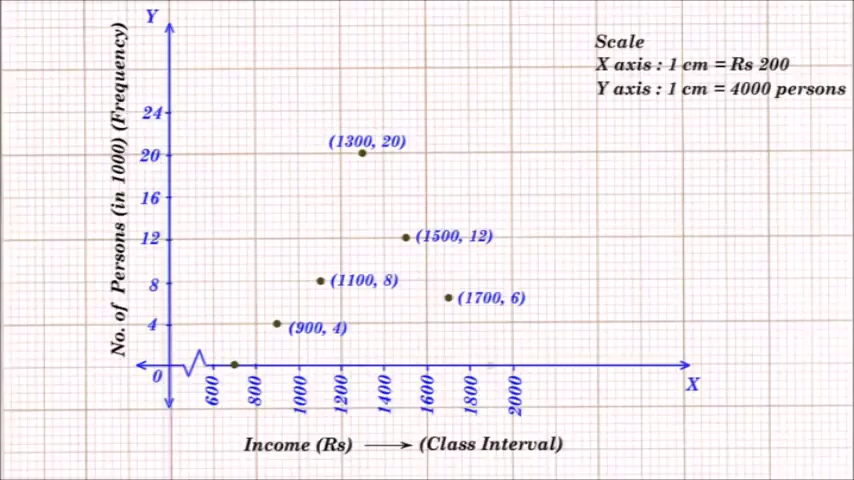 Y
Scale
X axis : 1 cm = Rs 200
Y axis : 1 cm = 4000 persons
No. of Persons (in 1000) (Frequency)
24
(1300, 20)
20
16
12
(1500, 12)
8
(1100, 8)
(1700, 6)
4
(900, 4)
0
600
800
1000
1200
1400
1600
1800
2000
X
Income (Rs) ⟶ (Class Interval)